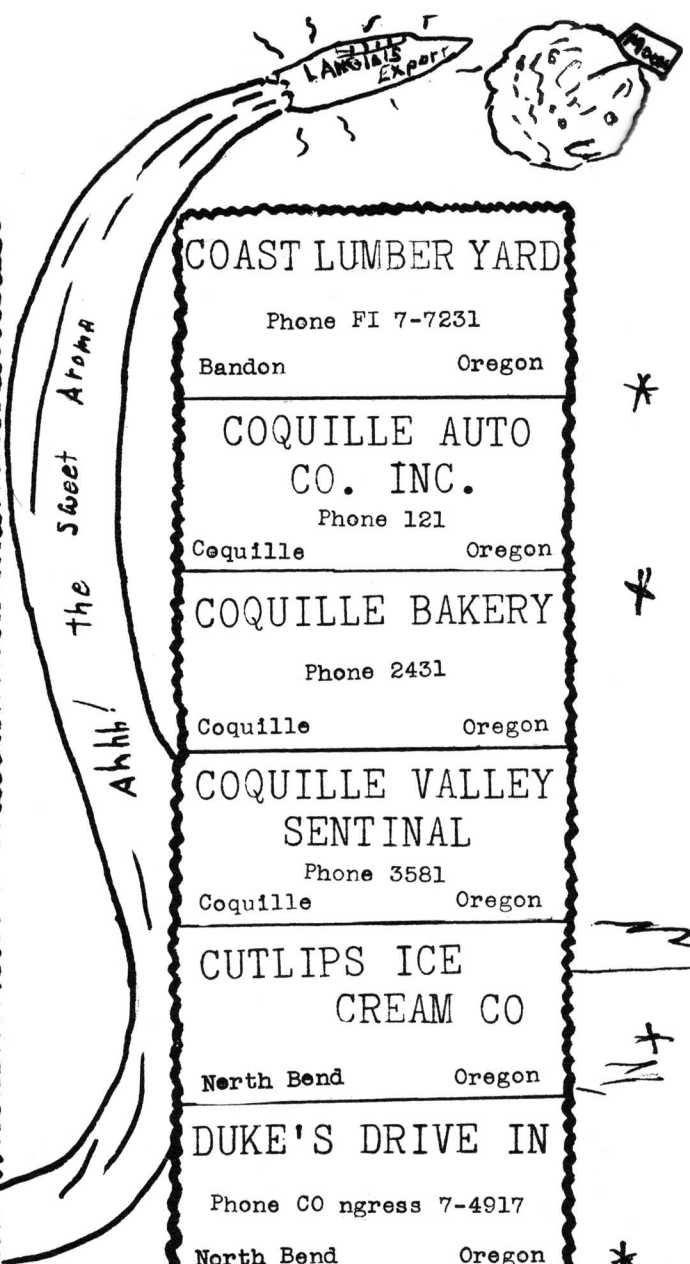 LANGlois
Export
Moon
COAST LUMBER YARD
Phone FI 7-7231
Bandon Oregon
COQUILLE AUTO
CO. INC.
Phone 121
Coquille Oregon
COQUILLE BAKERY
Phone 2431
Coquille Oregon
COQUILLE VALLEY
SENTINAL
Phone 3581
Coquille Oregon
CUTLIPS ICE
CREAM CO
North Bend Oregon
DUKE'S DRIVE IN
Phone CO ngress 7-4917
North Bend Oregon
Ahhh! the sweet Aroma